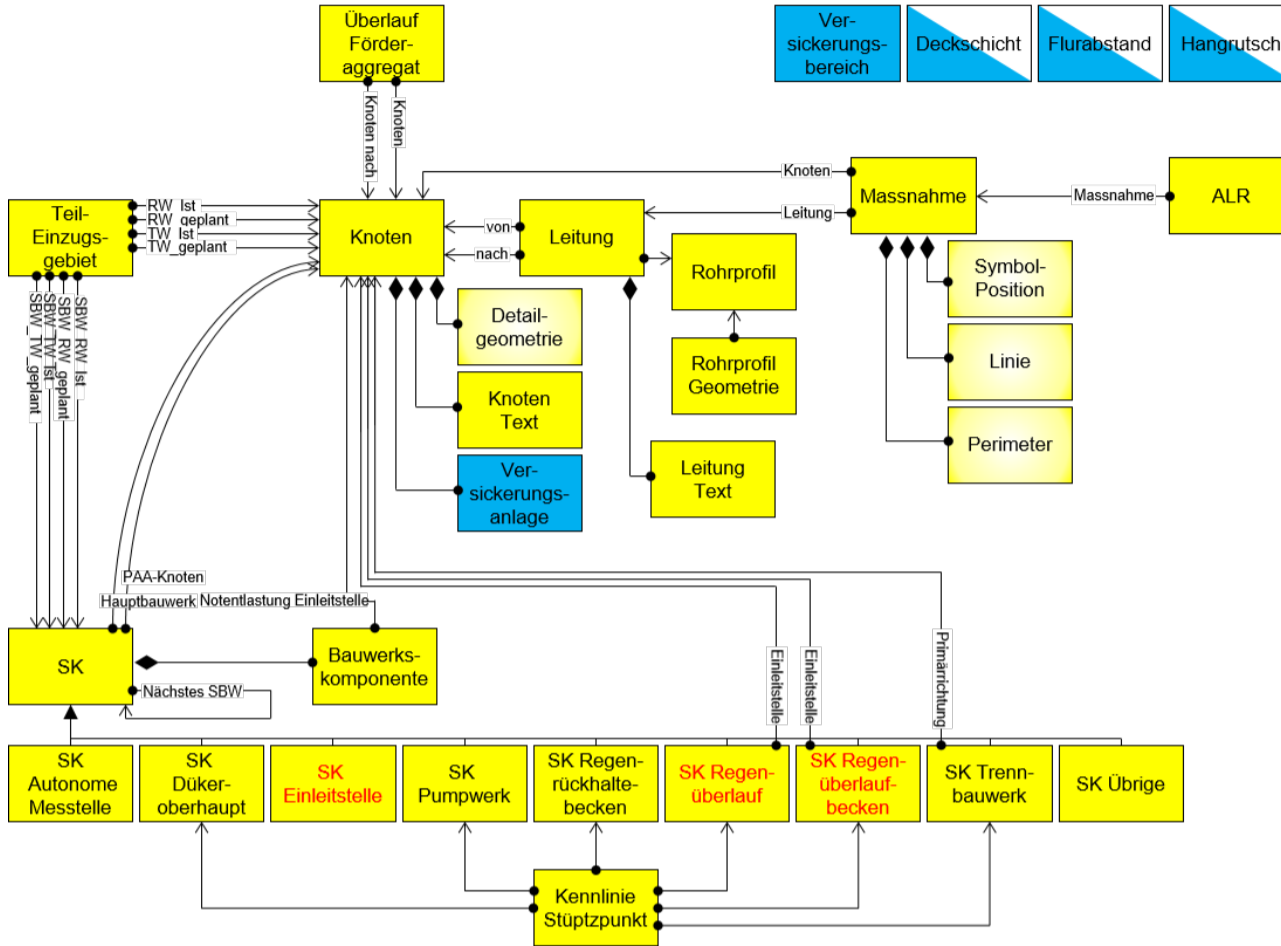 Überlauf
Förder-
aggregat
Ver-
sickerungs-
bereich
Deckschicht
Flurabstand
Hangrutsch
Knoten nach
Knoten
Teil-
Einzugs-
gebiet
RW_Ist
RW_geplant
TW_Ist
TW_geplant
Knoten
von
nach
Leitung
Knoten
Leitung
Massnahme
Massnahme
ALR
Rohrprofil
Symbol-
Position
Detail-
geometrie
Rohrprofil
Geometrie
Linie
Knoten
Text
Perimeter
Leitung
Text
Ver-
sickerungs-
anlage
SBW_TW_geplant
SBW_TW_Ist
SBW_RW_geplant
SBW_RW_Ist
PAA-Knoten
Hauptbauwerk
Notentlastung Einleitstelle
Einleitstelle
Einleitstelle
Primärrichtung
SK
Bauwerks-
komponente
Nächstes SBW
SK
Autonome
Messtelle
SK
Düker-
oberhaupt
SK
Einleitstelle
SK
Pumpwerk
SK Regen-
rückhalte-
becken
SK Regen-
überlauf
SK Regen-
überlauf-
becken
SK Trenn-
bauwerk
SK Übrige
Kennlinie
Stüptzpunkt